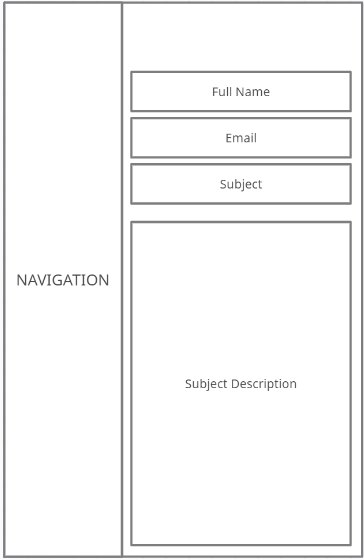 Full Name
Email
Subject
NAVIGATION
Subject Description